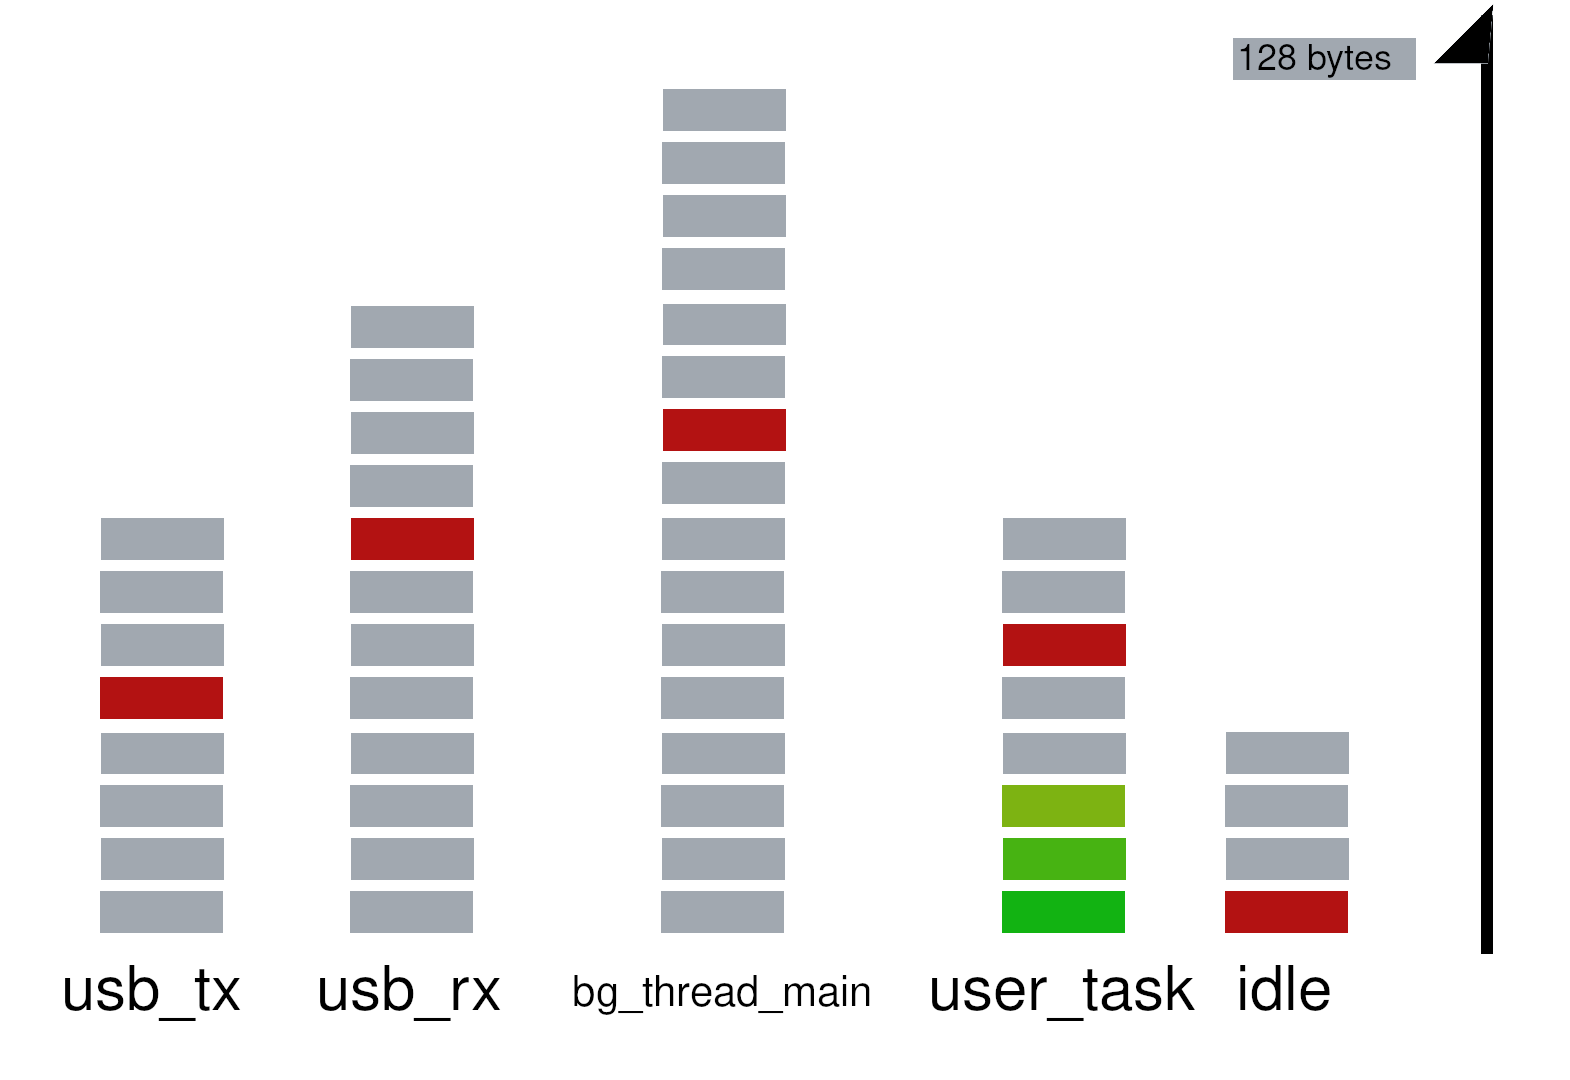 128 bytes
usb_tx
usb_rx
bg_thread_main
user_task
idle